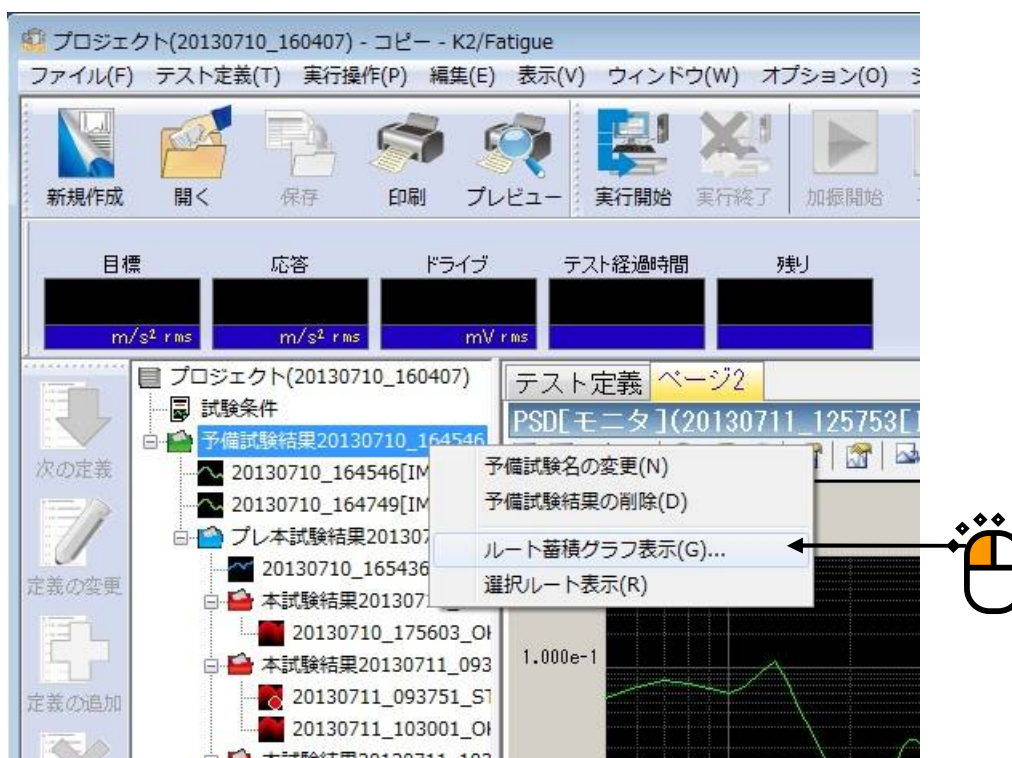 プロジェクト(20130710_160407) - コピー - K2/Fatigue
ファイル(F) テスト定義(T) 実行操作(P) 編集(E) 表示(V) ウィンドウ(W) オプション(O)
新規作成 開く 保存 印刷 プレビュー 実行開始 実行終了 加振開始
目標 応答 ドライブ テスト経過時間 残り
m/s² rms m/s² rms mV rms
プロジェクト(20130710_160407)
試験条件
予備試験結果20130710_164546
20130710_164546[IM
20130710_164749[IM
プレ本試験結果201307
20130710_165436
本試験結果201307
20130710_175603_O
本試験結果20130711_093
20130711_093751_S
20130711_103001_O
次の定義
定義の変更
定義の追加
テスト定義 ページ2
PSD[モニタ](20130711_125753[
予備試験名の変更(N)
予備試験結果の削除(D)
ルート蓄積グラフ表示(G)...
選択ルート表示(R)
1.000e-1